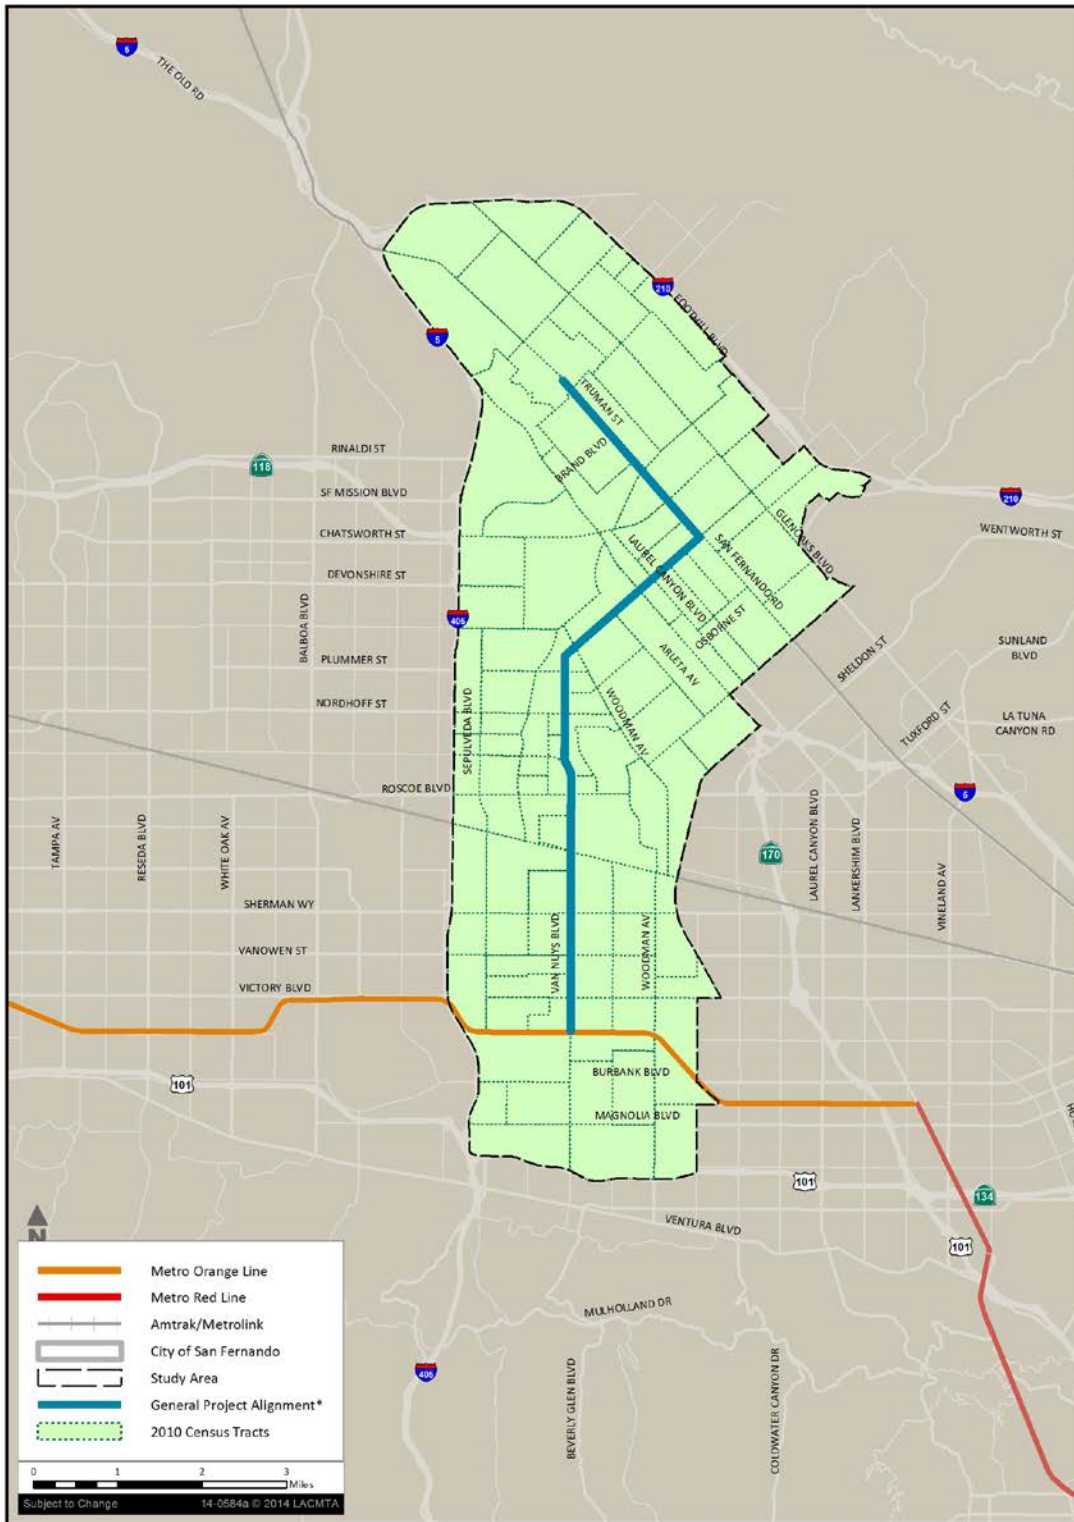 5
THE OLD RD
210
FOOTHILL BLVD
5
TRUMAN ST
BRAND BLVD
RINALDI ST
118
SF MISSION BLVD
210
CHATSWORTH ST
WENTWORTH ST
GLENOAKS BLVD
SAN FERNANDO RD
LAUREL CANYON BLVD
DEVONSHIRE ST
405
OSBORNE ST
BALBOA BLVD
SUNLAND
BLVD
PLUMMER ST
ARLETA AV
SHELDON ST
NORDHOFF ST
WOODMAN AV
SEPULVEDA BLVD
TUXFORD ST
LA TUNA
CANYON RD
ROSCOE BLVD
5
TAMPA AV
RESEDA BLVD
WHITE OAK AV
170
LAUREL CANYON BLVD
LANKERSHIM BLVD
VINELAND AV
SHERMAN WY
VAN NUYS BLVD
WOODMAN AV
VANOWEN ST
VICTORY BLVD
101
BURBANK BLVD
MAGNOLIA BLVD
101
134
VENTURA BLVD
101
N
MULHOLLAND DR
405
BEVERLY GLEN BLVD
COLDWATER CANYON DR
Metro Orange Line
Metro Red Line
Amtrak/Metrolink
City of San Fernando
Study Area
General Project Alignment*
2010 Census Tracts
0 1 2 3
Miles
Subject to Change 14-0584a © 2014 LACMTA